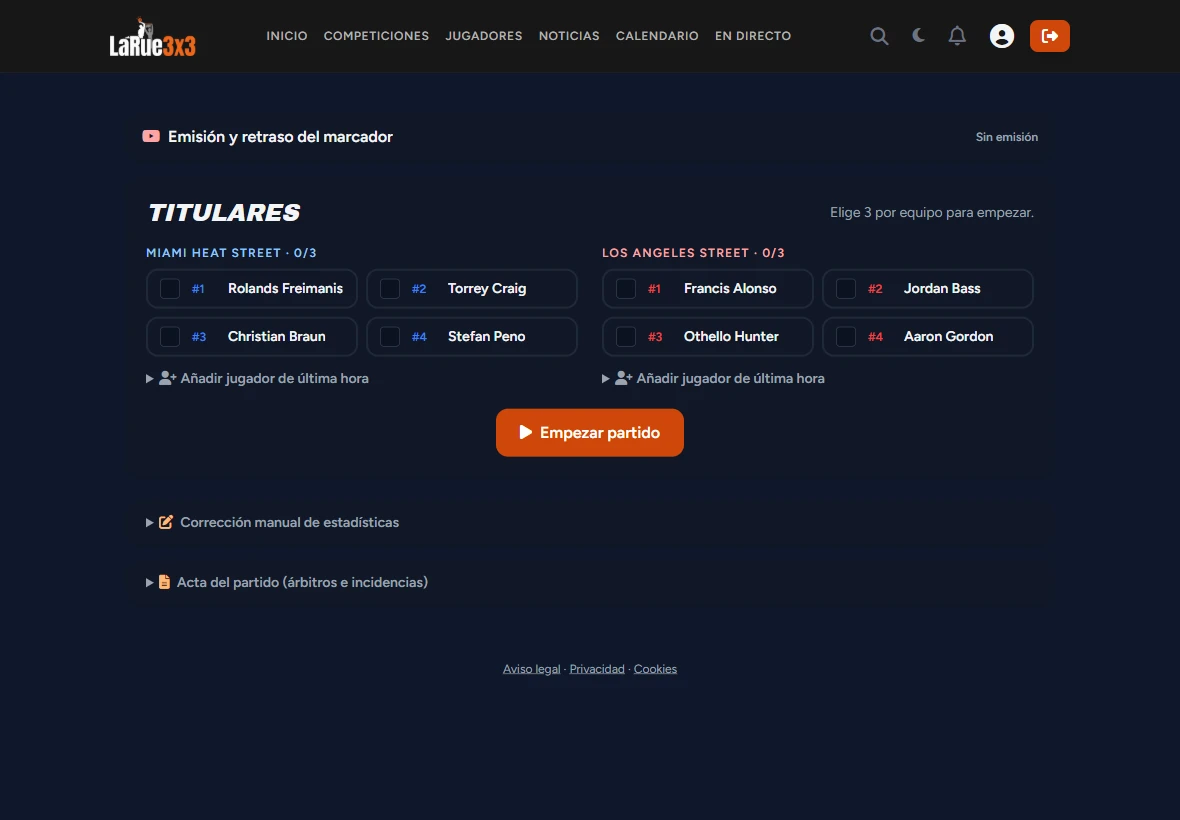 LaRue3x3
INICIO COMPETICIONES JUGADORES NOTICIAS CALENDARIO EN DIRECTO
Emisión y retraso del marcador
Sin emisión
TITULARES
Elige 3 por equipo para empezar.
MIAMI HEAT STREET · 0/3
#1 Rolands Freimanis
#2 Torrey Craig
#3 Christian Braun
#4 Stefan Peno
Añadir jugador de última hora
LOS ANGELES STREET · 0/3
#1 Francis Alonso
#2 Jordan Bass
#3 Othello Hunter
#4 Aaron Gordon
Añadir jugador de última hora
Empezar partido
Corrección manual de estadísticas
Acta del partido (árbitros e incidencias)
Aviso legal · Privacidad · Cookies